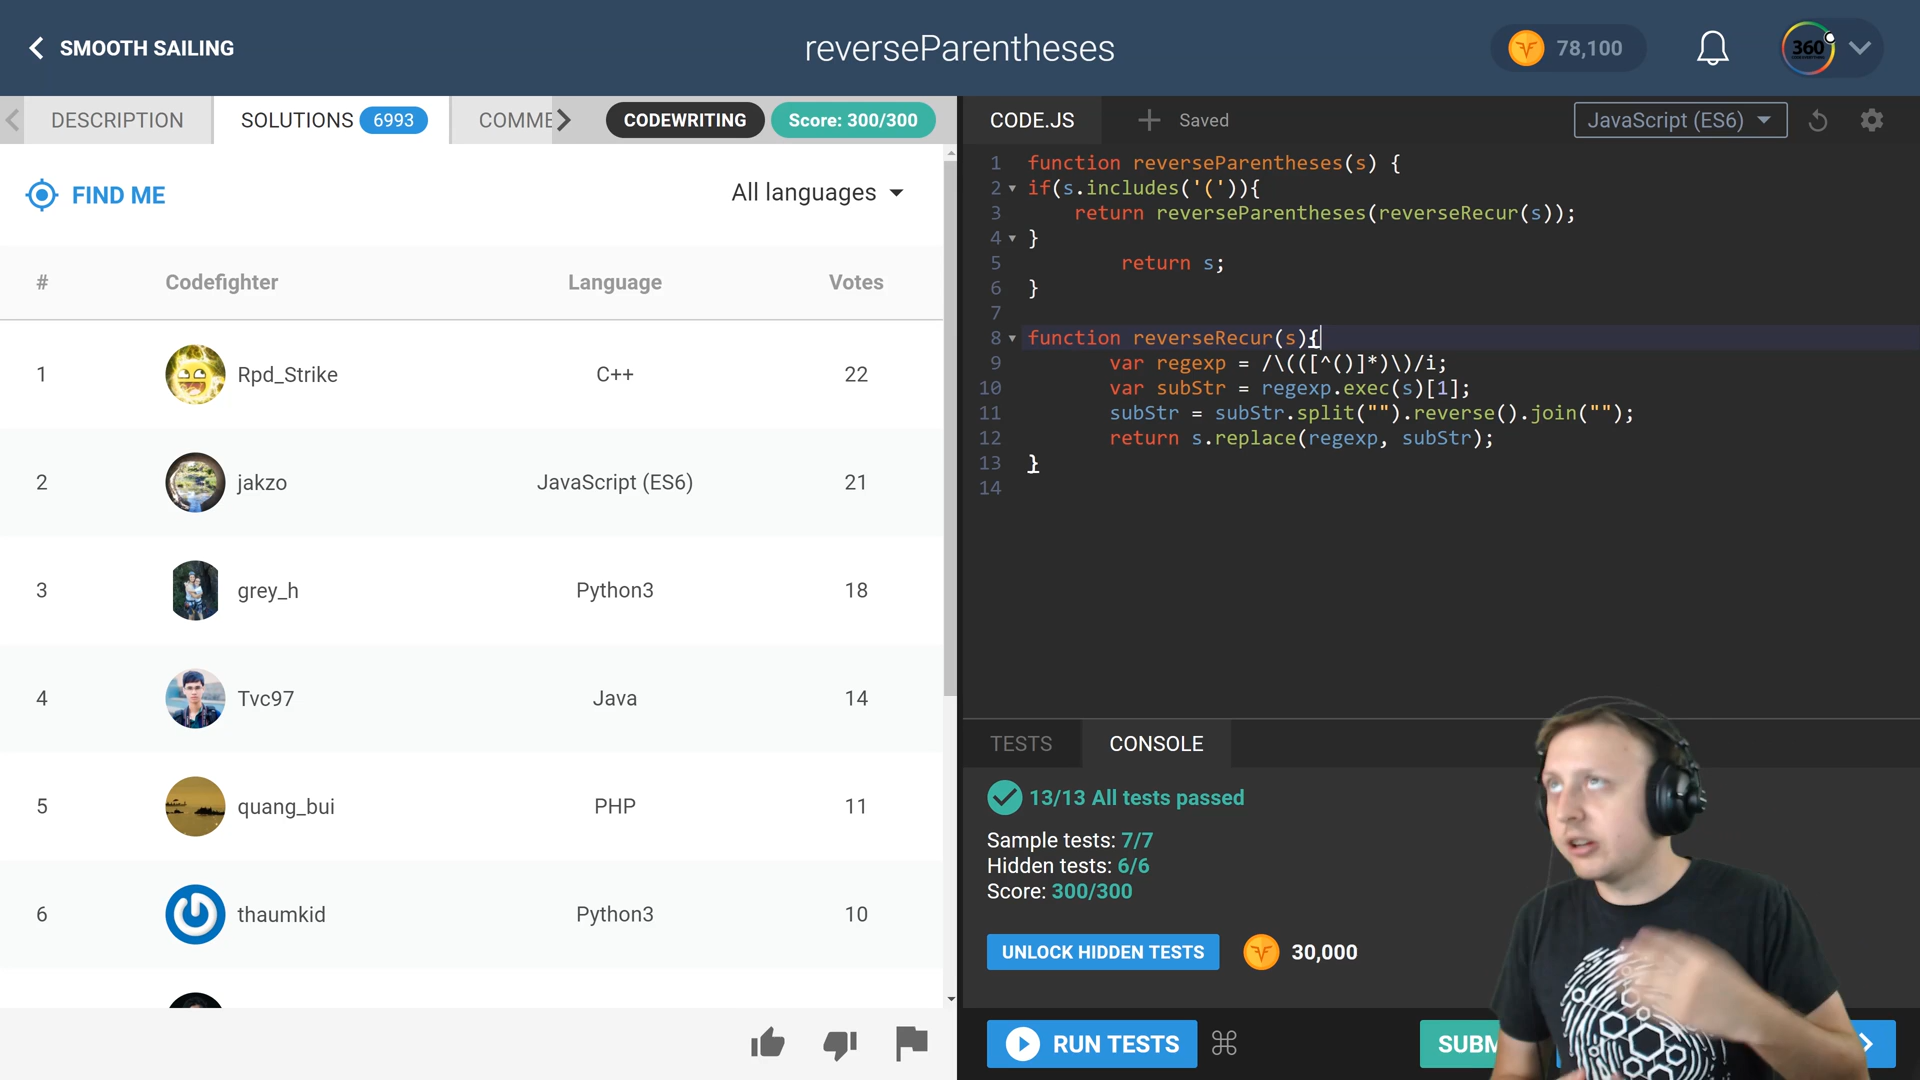 SMOOTH SAILING
reverseParentheses
78,100
360
DESCRIPTION
SOLUTIONS 6993
COMME
CODEWRITING
Score: 300/300
FIND ME
All languages
# Codefighter Language Votes
1 Rpd_Strike C++ 22
2 jakzo JavaScript (ES6) 21
3 grey_h Python3 18
4 Tvc97 Java 14
5 quang_bui PHP 11
6 thaumkid Python3 10
CODE.JS
Saved
JavaScript (ES6)
1 function reverseParentheses(s) {
2 if(s.includes('(')){
3 return reverseParentheses(reverseRecur(s));
4 }
5 return s;
6 }
7
8 function reverseRecur(s){
9 var regexp = /\(([^()]*)\)/i;
10 var subStr = regexp.exec(s)[1];
11 subStr = subStr.split("").reverse().join("");
12 return s.replace(regexp, subStr);
13 }
14
TESTS
CONSOLE
13/13 All tests passed
Sample tests: 7/7
Hidden tests: 6/6
Score: 300/300
UNLOCK HIDDEN TESTS
30,000
RUN TESTS
SUBM